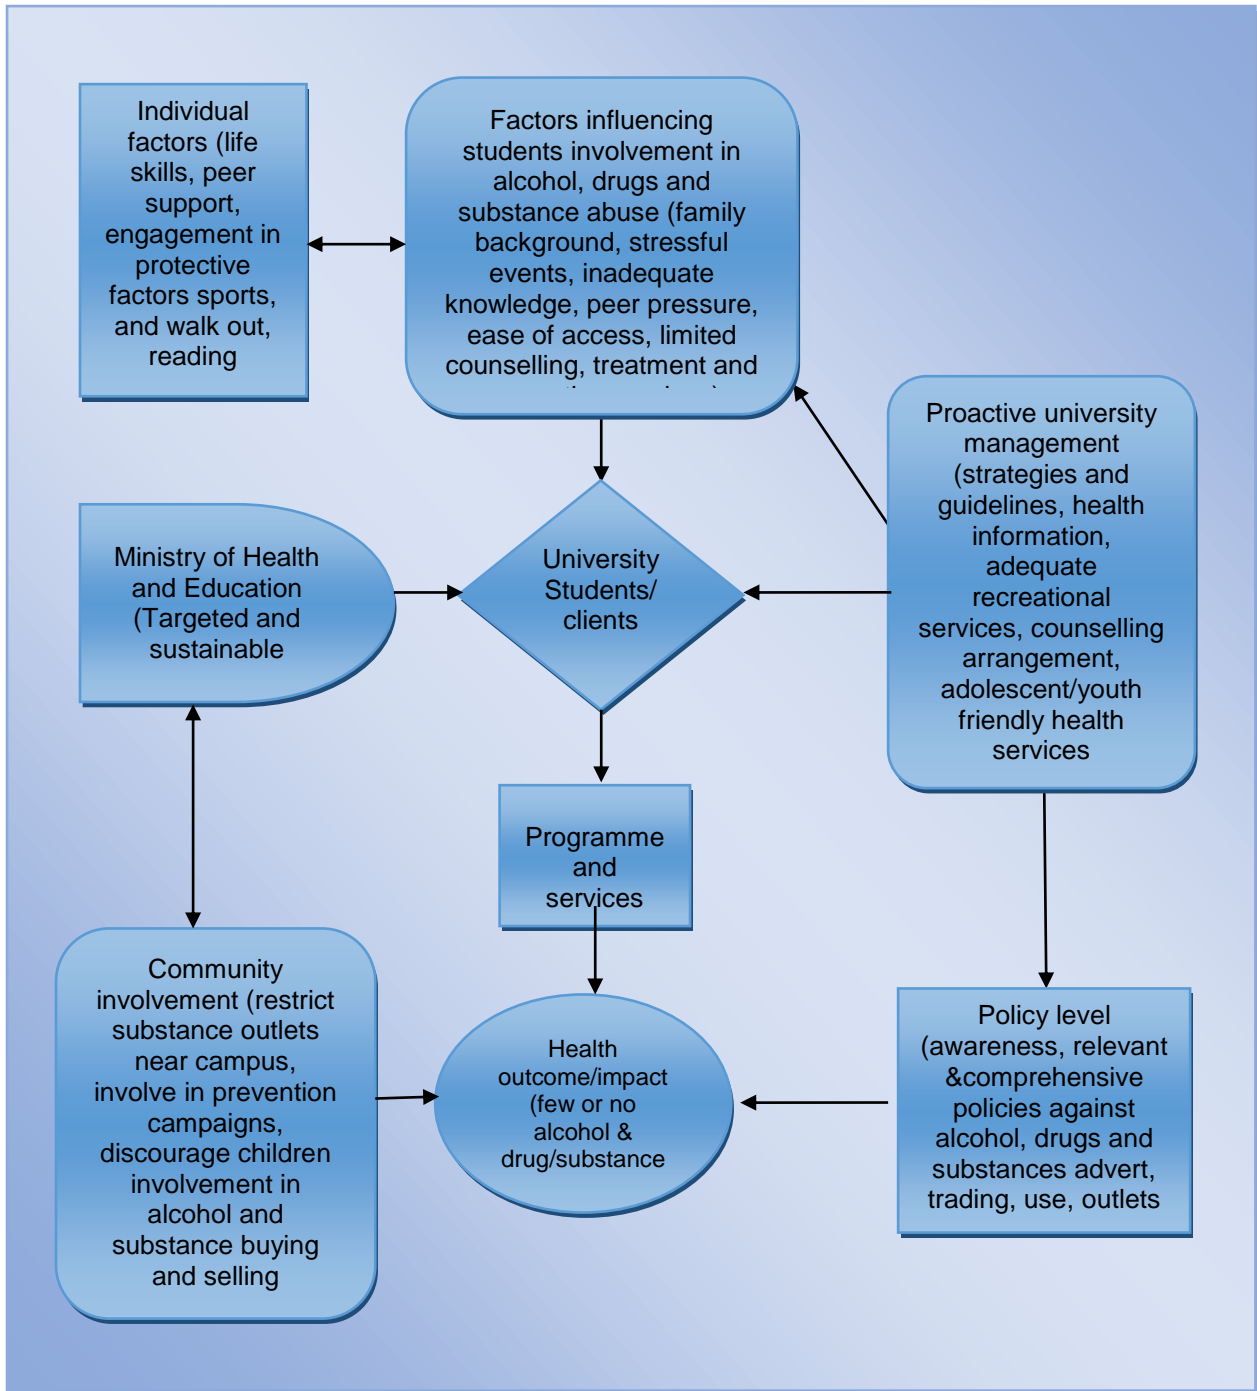 Individual
factors (life
skills, peer
support,
engagement in
protective
factors sports,
and walk out,
reading
Factors influencing
students involvement in
alcohol, drugs and
substance abuse (family
background, stressful
events, inadequate
knowledge, peer pressure,
ease of access, limited
counselling, treatment and
Proactive university
management
(strategies and
guidelines, health
information,
adequate
recreational
services, counselling
arrangement,
adolescent/youth
friendly health
services
Ministry of Health
and Education
(Targeted and
sustainable
University
Students/
clients
Programme
and
services
Community
involvement (restrict
substance outlets
near campus,
involve in prevention
campaigns,
discourage children
involvement in
alcohol and
substance buying
and selling
Health
outcome/impact
(few or no
alcohol &
drug/substance
Policy level
(awareness, relevant
&comprehensive
policies against
alcohol, drugs and
substances advert,
trading, use, outlets